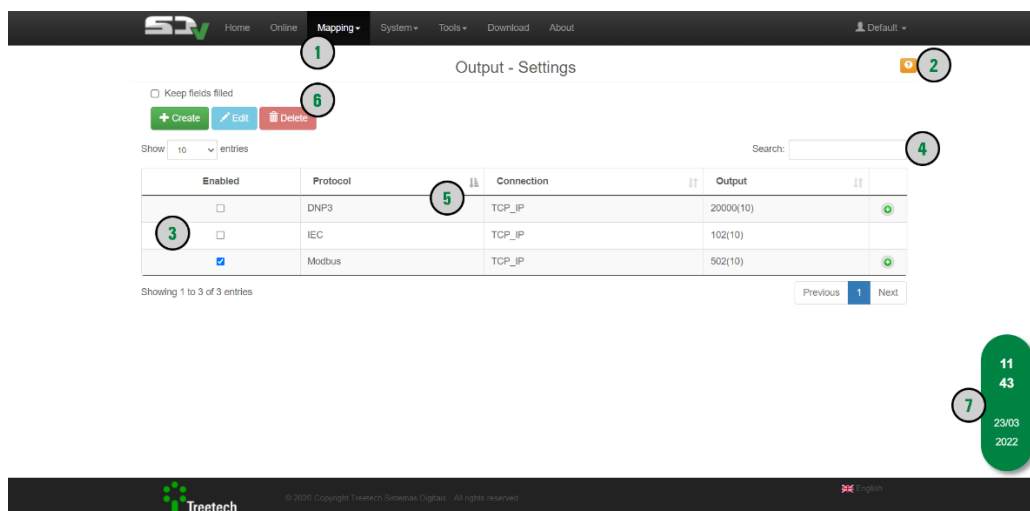 SDV Home Online Mapping System Tools Download About Default
1
Output - Settings
2
Keep fields filled
6
Create Edit Delete
Show 10 entries Search: 4
Enabled Protocol Connection Output
5
DNP3 TCP_IP 20000(10)
3
IEC TCP_IP 102(10)
Modbus TCP_IP 502(10)
Showing 1 to 3 of 3 entries Previous 1 Next
11
43
7
23/03
2022
Treetech © 2020 Copyright Treetech Sistemas Digitais All rights reserved. English